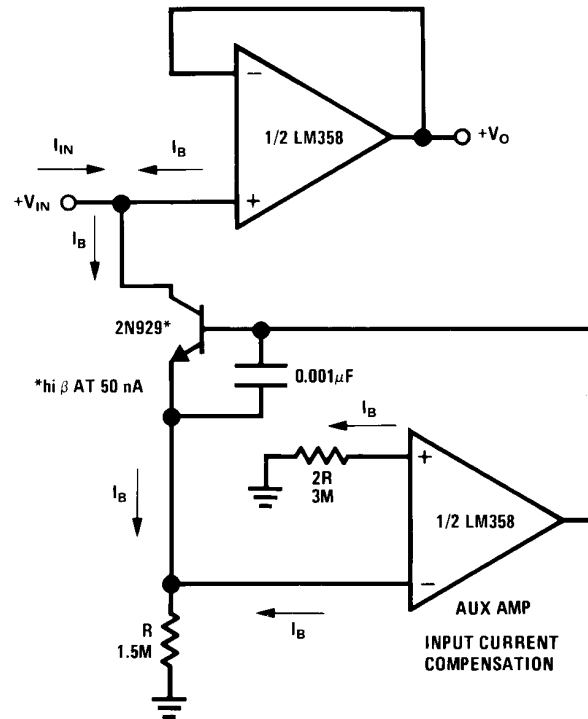 −
1/2 LM358
+V_O
I_IN
I_B
+
+V_IN
I_B
2N929*
*hi β AT 50 nA
0.001µF
I_B
+
2R
3M
1/2 LM358
I_B
−
R
1.5M
I_B
AUX AMP
INPUT CURRENT
COMPENSATION